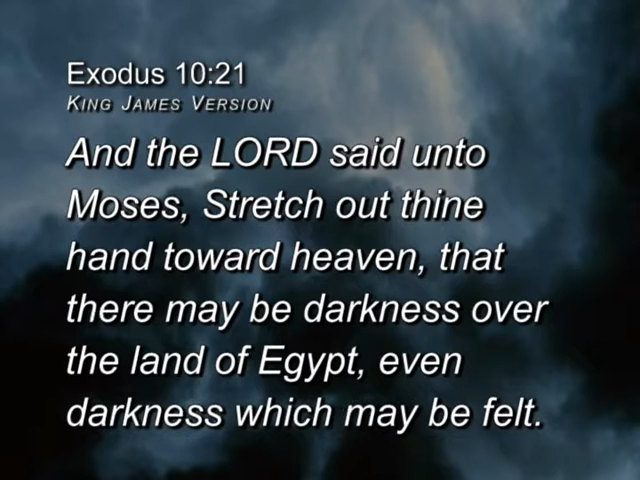 Exodus 10:21
King James Version
And the LORD said unto
Moses, Stretch out thine
hand toward heaven, that
there may be darkness over
the land of Egypt, even
darkness which may be felt.